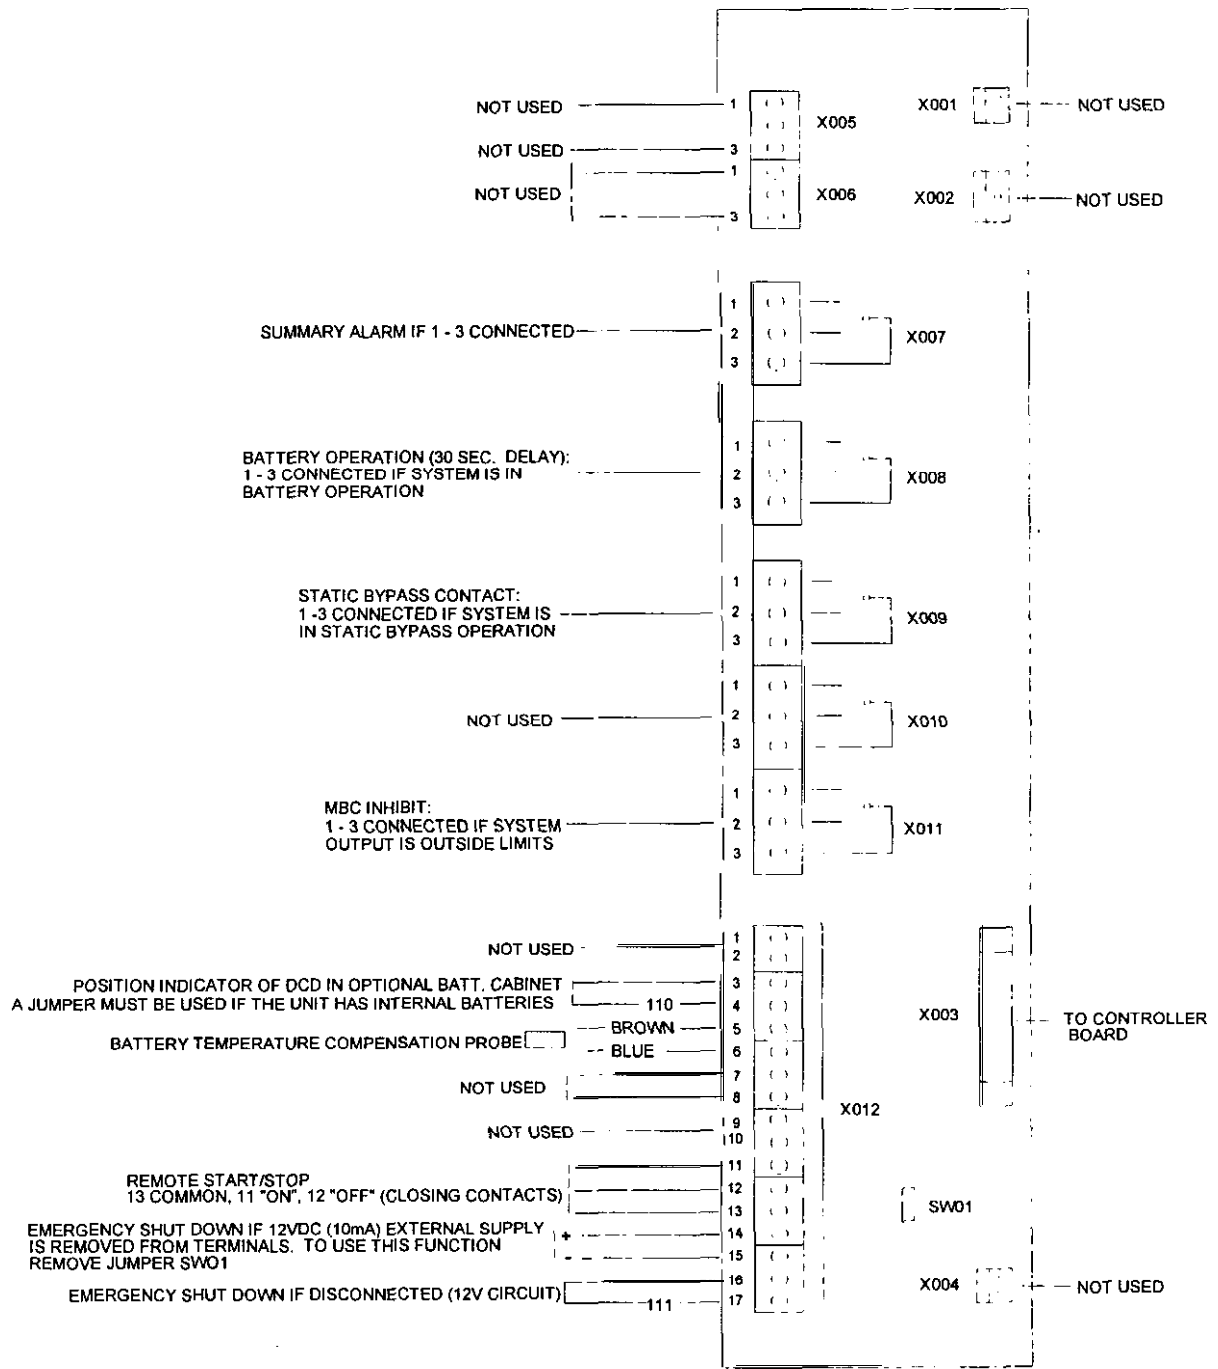 NOT USED 1 X005 X001 NOT USED
NOT USED 3
1
NOT USED X006 X002 NOT USED
3
1
SUMMARY ALARM IF 1 - 3 CONNECTED 2 X007
3
BATTERY OPERATION (30 SEC. DELAY): 1
1 - 3 CONNECTED IF SYSTEM IS IN 2 X008
BATTERY OPERATION
3
STATIC BYPASS CONTACT: 1
1 -3 CONNECTED IF SYSTEM IS 2 X009
IN STATIC BYPASS OPERATION 3
1
NOT USED 2 X010
3
MBC INHIBIT: 1
1 - 3 CONNECTED IF SYSTEM 2 X011
OUTPUT IS OUTSIDE LIMITS 3
NOT USED 1
2
POSITION INDICATOR OF DCD IN OPTIONAL BATT. CABINET 3
A JUMPER MUST BE USED IF THE UNIT HAS INTERNAL BATTERIES 110 4
X003 TO CONTROLLER
BOARD
BROWN 5
BATTERY TEMPERATURE COMPENSATION PROBE
BLUE 6
NOT USED 7
8
X012
NOT USED 9
10
11
REMOTE START/STOP
13 COMMON, 11 "ON", 12 "OFF" (CLOSING CONTACTS) 12
13
SW01
EMERGENCY SHUT DOWN IF 12VDC (10mA) EXTERNAL SUPPLY + 14
IS REMOVED FROM TERMINALS. TO USE THIS FUNCTION
REMOVE JUMPER SWO1 - 15
16
EMERGENCY SHUT DOWN IF DISCONNECTED (12V CIRCUIT) 111 17
X004 NOT USED